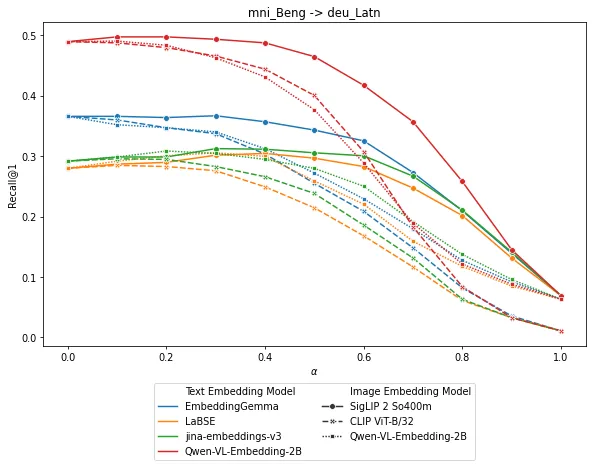 mni_Beng -> deu_Latn
Recall@1
0.5
0.4
0.3
0.2
0.1
0.0
0.0 0.2 0.4 0.6 0.8 1.0
α
Text Embedding Model Image Embedding Model
EmbeddingGemma SigLIP 2 So400m
LaBSE CLIP ViT-B/32
jina-embeddings-v3 Qwen-VL-Embedding-2B
Qwen-VL-Embedding-2B